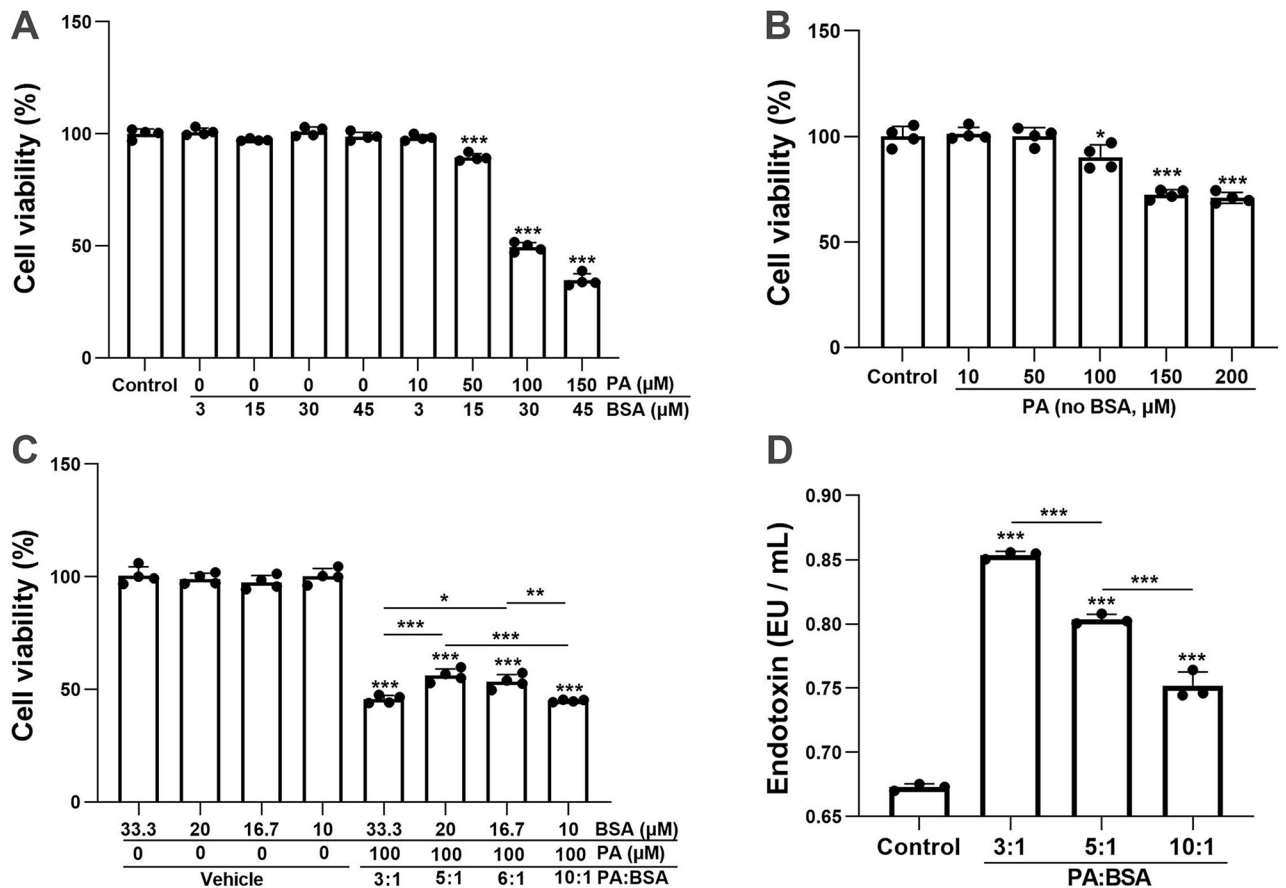 A
Cell viability (%)
150
100
50
0
***
***
***
Control 0 0 0 0 10 50 100 150 PA (μM)
3 15 30 45 3 15 30 45 BSA (μM)
B
Cell viability (%)
150
100
50
0
*
***
***
Control 10 50 100 150 200
PA (no BSA, μM)
C
Cell viability (%)
150
100
50
0
* **
*** ***
*** *** *** ***
33.3 20 16.7 10 33.3 20 16.7 10 BSA (μM)
0 0 0 0 100 100 100 100 PA (μM)
Vehicle 3:1 5:1 6:1 10:1 PA:BSA
D
Endotoxin (EU / mL)
0.90
0.85
0.80
0.75
0.70
0.65
***
***
***
***
***
Control 3:1 5:1 10:1
PA:BSA